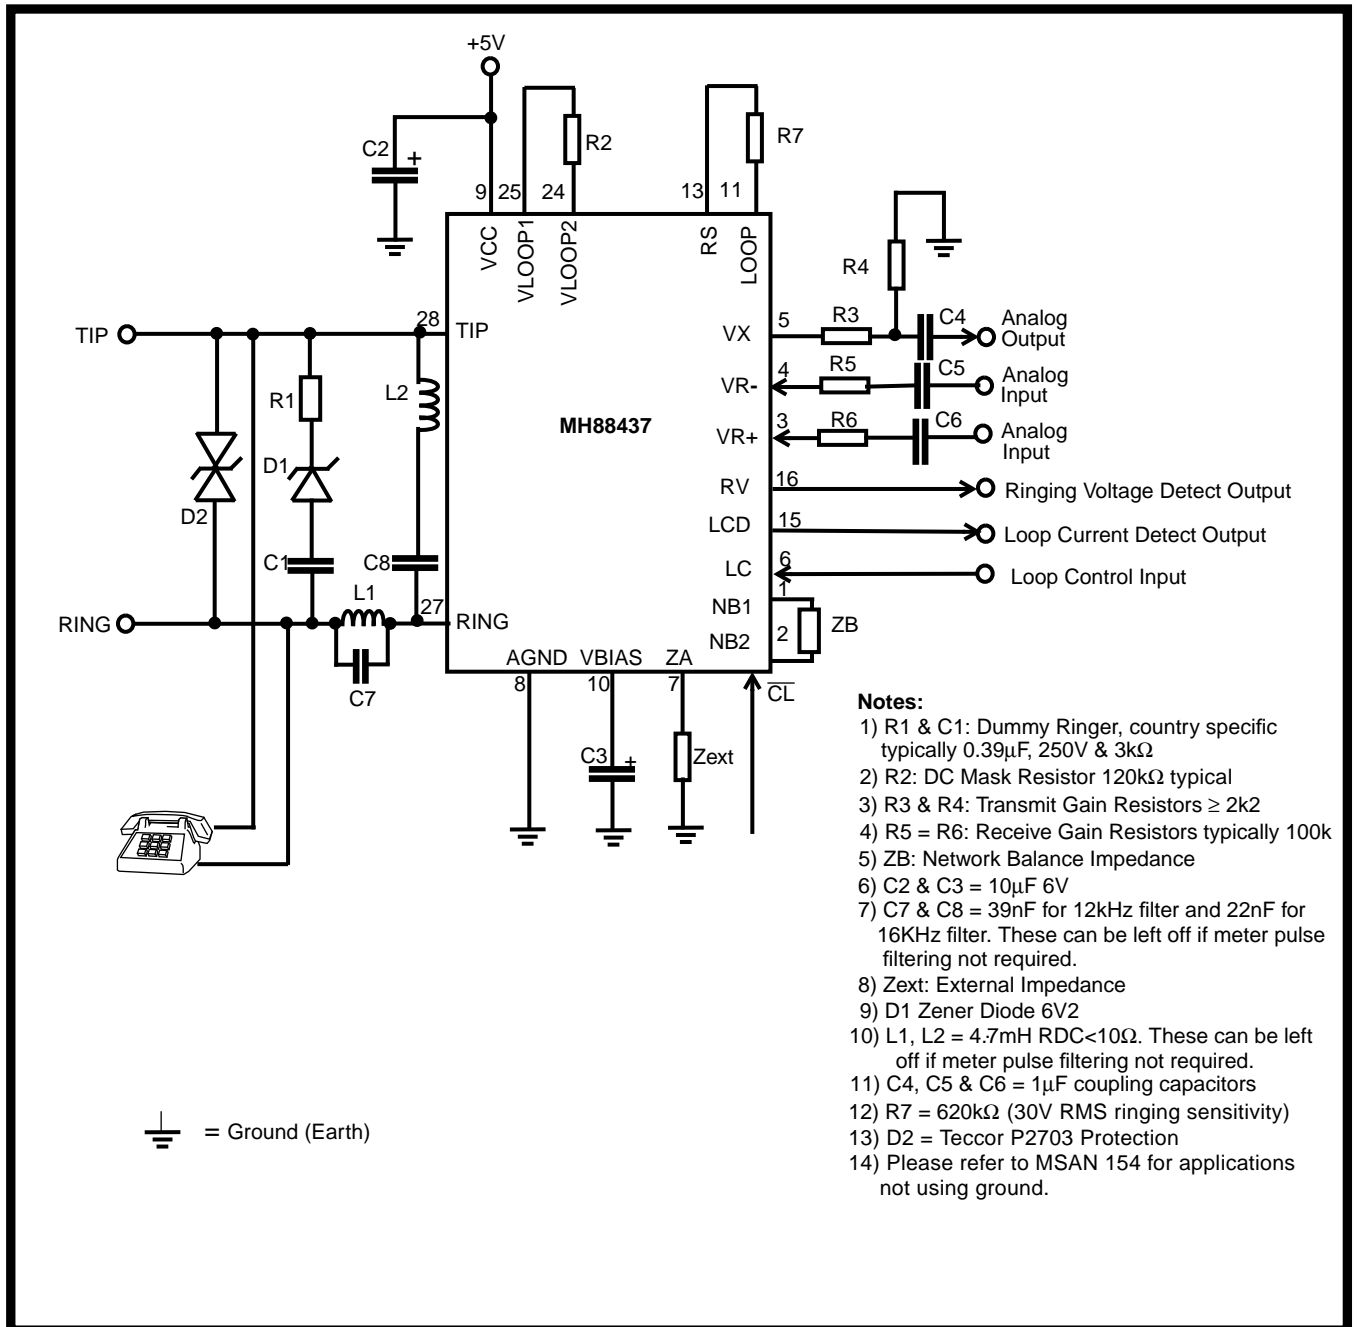 +5V
C2
+
R2
R7
9
25
24
13
11
VCC
VLOOP1
VLOOP2
RS
LOOP
R4
TIP
28
TIP
VX
5
R3
C4
Analog
Output
R1
L2
VR-
4
R5
C5
Analog
Input
MH88437
VR+
3
R6
C6
Analog
Input
D1
RV
16
Ringing Voltage Detect Output
D2
LCD
15
Loop Current Detect Output
C1
C8
LC
6
Loop Control Input
L1
27
NB1
1
RING
RING
NB2
2
ZB
C7
AGND
VBIAS
ZA
8
10
7
CL
C3
+
Zext
Notes:
1) R1 & C1: Dummy Ringer, country specific
typically 0.39µF, 250V & 3kΩ
2) R2: DC Mask Resistor 120kΩ typical
3) R3 & R4: Transmit Gain Resistors ≥ 2k2
4) R5 = R6: Receive Gain Resistors typically 100k
5) ZB: Network Balance Impedance
6) C2 & C3 = 10µF 6V
7) C7 & C8 = 39nF for 12kHz filter and 22nF for
16KHz filter. These can be left off if meter pulse
filtering not required.
8) Zext: External Impedance
9) D1 Zener Diode 6V2
10) L1, L2 = 4.7mH RDC<10Ω. These can be left
off if meter pulse filtering not required.
11) C4, C5 & C6 = 1µF coupling capacitors
12) R7 = 620kΩ (30V RMS ringing sensitivity)
13) D2 = Teccor P2703 Protection
14) Please refer to MSAN 154 for applications
not using ground.
= Ground (Earth)